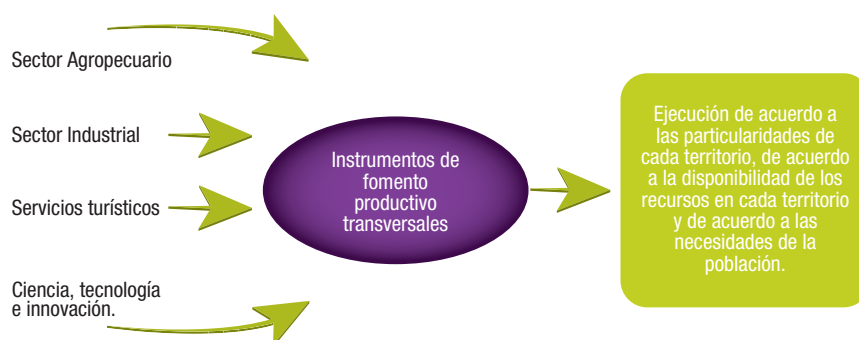 Sector Agropecuario
Sector Industrial
Servicios turísticos
Ciencia, tecnología
e innovación.
Instrumentos de
fomento
productivo
transversales
Ejecución de acuerdo a
las particularidades de
cada territorio, de acuerdo
a la disponibilidad de los
recursos en cada territorio
y de acuerdo a las
necesidades de la
población.